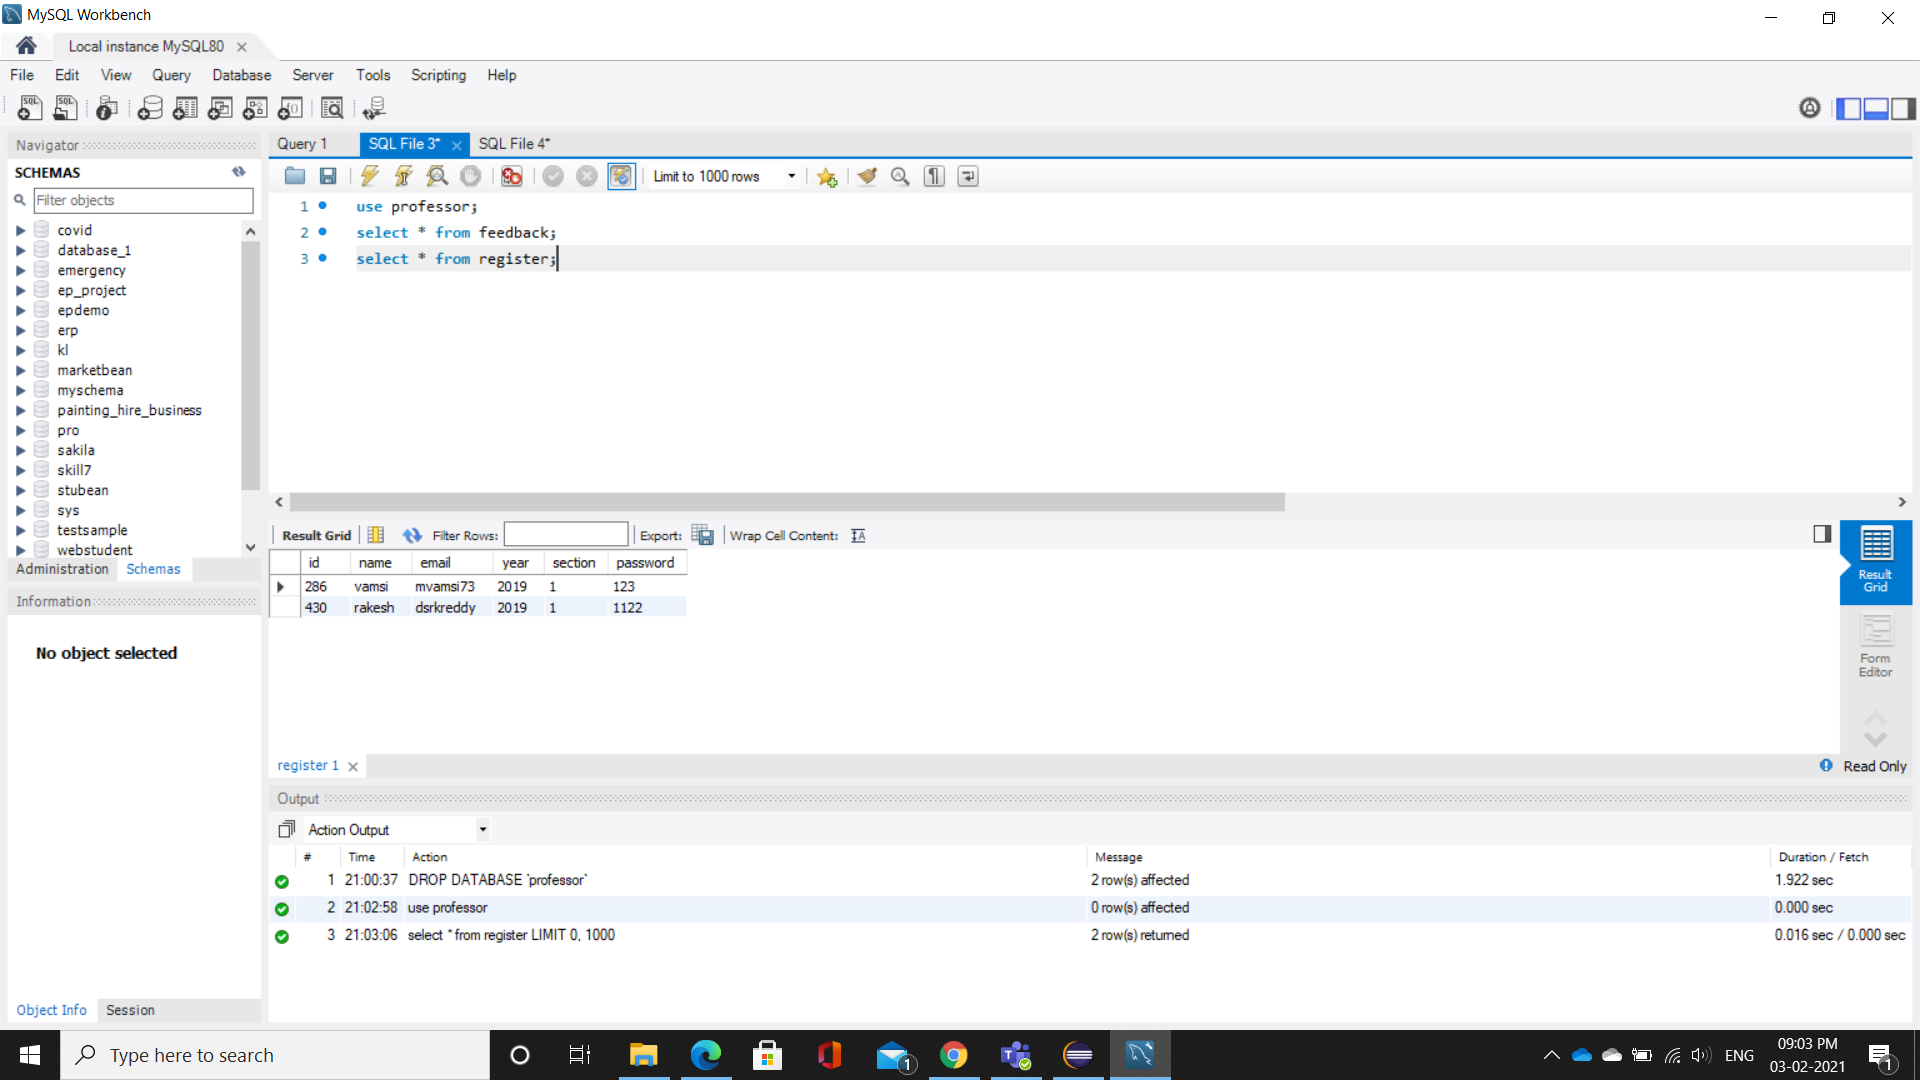 MySQL Workbench
Local instance MySQL80
File Edit View Query Database Server Tools Scripting Help
Navigator
SCHEMAS
Filter objects
covid
database_1
emergency
ep_project
epdemo
erp
kl
marketbean
myschema
painting_hire_business
pro
sakila
skill7
stubean
sys
testsample
webstudent
Administration Schemas
Information
No object selected
Object Info Session
Query 1 SQL File 3* SQL File 4*
Limit to 1000 rows
1 use professor;
2 select * from feedback;
3 select * from register;
Result Grid Filter Rows: Export: Wrap Cell Content:
id name email year section password
286 vamsi mvamsi73 2019 1 123
430 rakesh dsrkreddy 2019 1 1122
Result
Grid
Form
Editor
register 1
Read Only
Output
Action Output
# Time Action Message Duration / Fetch
1 21:00:37 DROP DATABASE `professor` 2 row(s) affected 1.922 sec
2 21:02:58 use professor 0 row(s) affected 0.000 sec
3 21:03:06 select * from register LIMIT 0, 1000 2 row(s) returned 0.016 sec / 0.000 sec
Type here to search
1
ENG
09:03 PM
03-02-2021
1